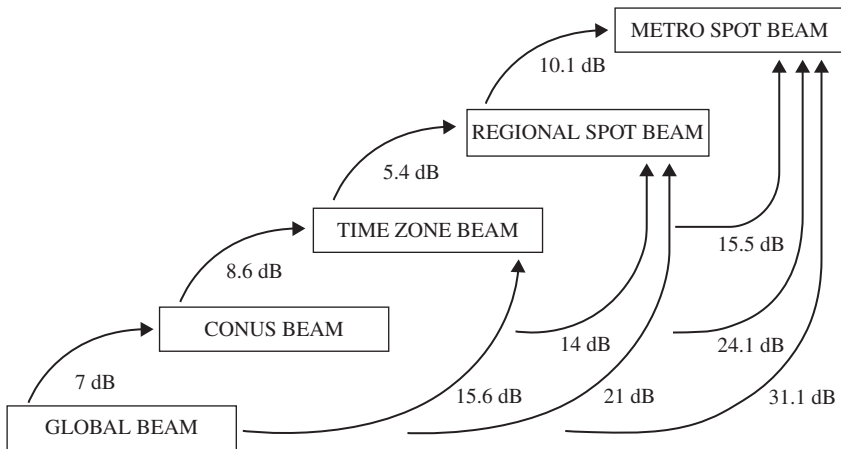 METRO SPOT BEAM
10.1 dB
REGIONAL SPOT BEAM
5.4 dB
TIME ZONE BEAM
15.5 dB
8.6 dB
CONUS BEAM
14 dB
24.1 dB
7 dB
15.6 dB
21 dB
31.1 dB
GLOBAL BEAM